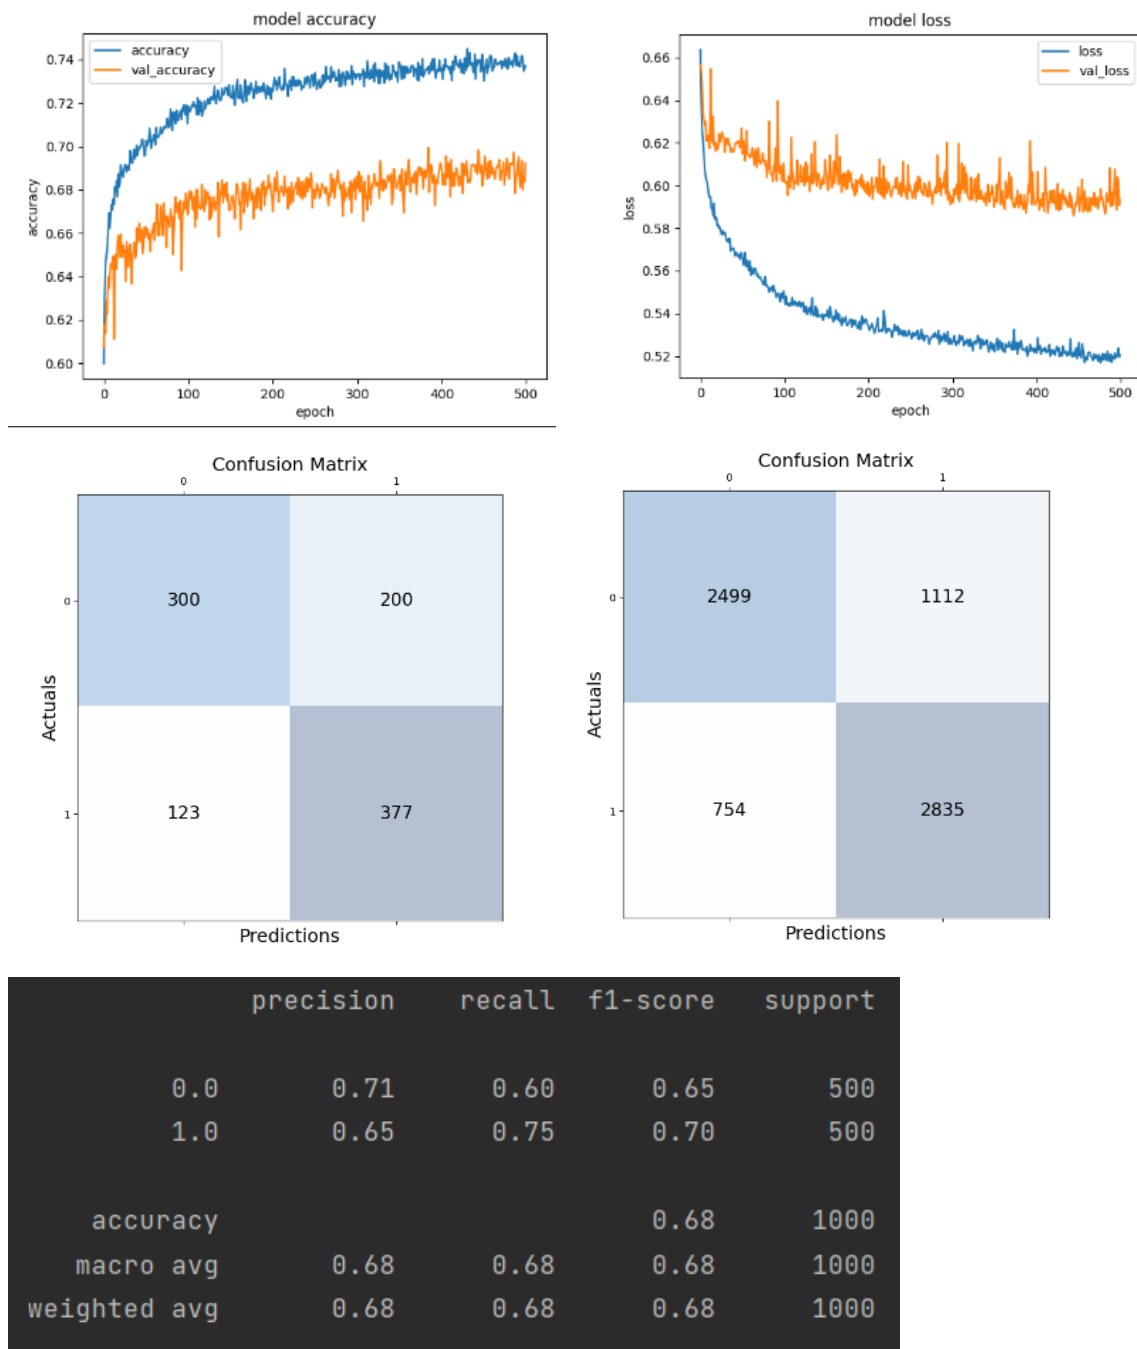 model accuracy
accuracy
val_accuracy
0.74
0.72
0.70
0.68
0.66
0.64
0.62
0.60
accuracy
0 100 200 300 400 500
epoch
model loss
loss
val_loss
0.66
0.64
0.62
0.60
0.58
0.56
0.54
0.52
loss
0 100 200 300 400 500
epoch
Confusion Matrix
0 1
0 300 200
Actuals
1 123 377
Predictions
Confusion Matrix
0 1
0 2499 1112
Actuals
1 754 2835
Predictions
precision recall f1-score support
0.0 0.71 0.60 0.65 500
1.0 0.65 0.75 0.70 500
accuracy 0.68 1000
macro avg 0.68 0.68 0.68 1000
weighted avg 0.68 0.68 0.68 1000